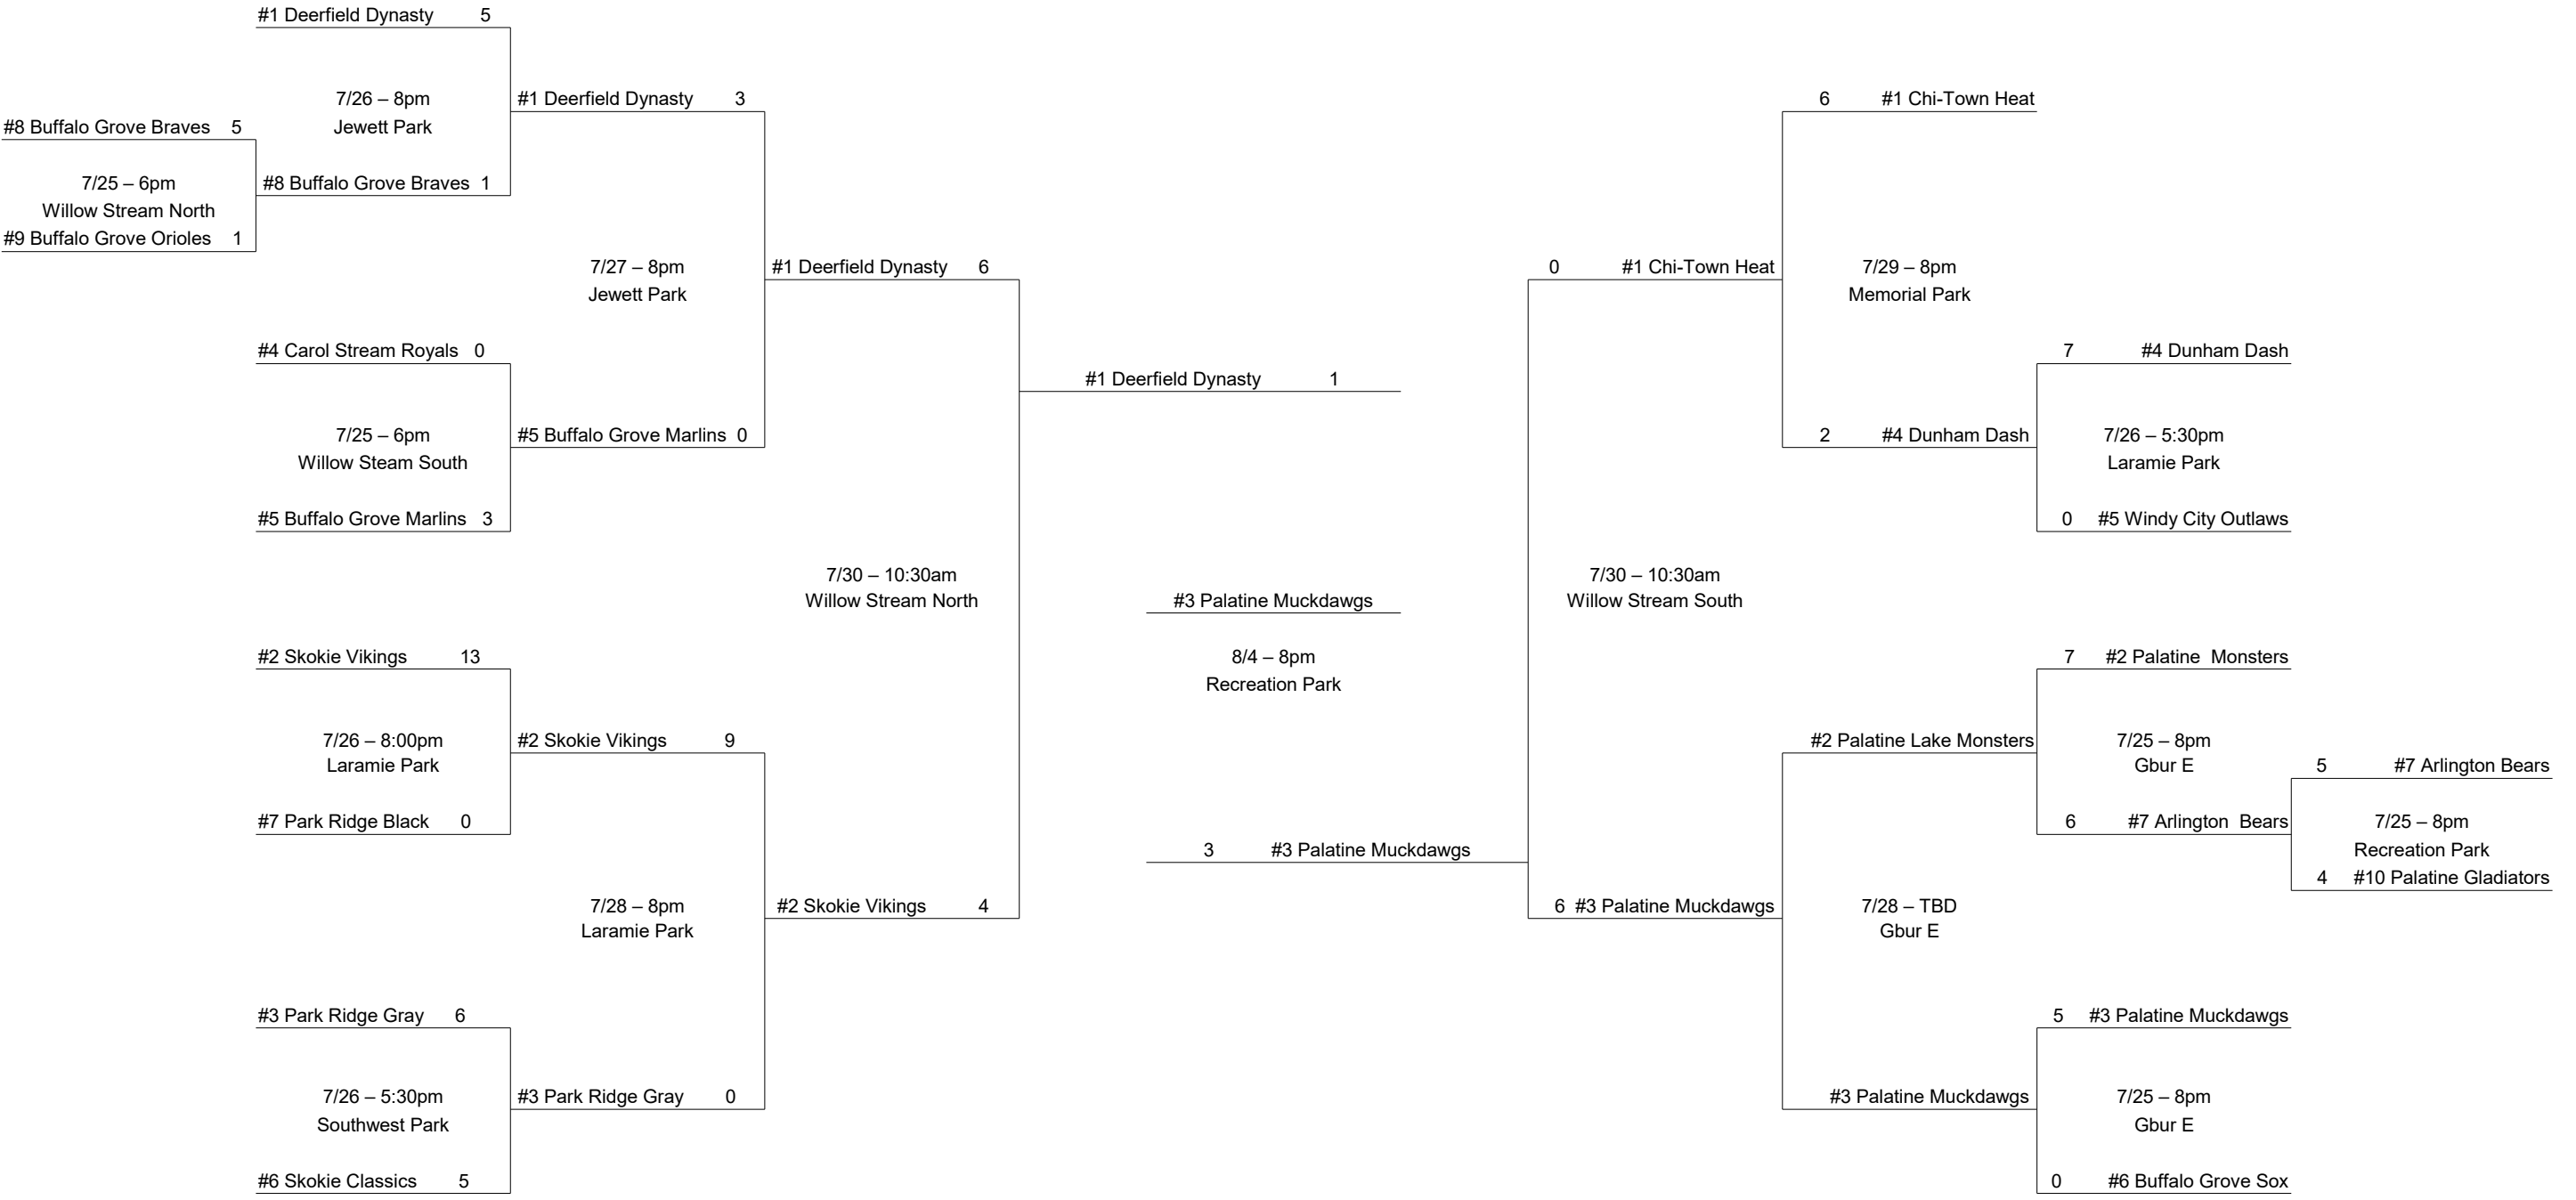 #1 Deerfield Dynasty 5
7/26 – 8pm
Jewett Park
#8 Buffalo Grove Braves 5
7/25 – 6pm
Willow Stream North
#9 Buffalo Grove Orioles 1
#8 Buffalo Grove Braves 1
#1 Deerfield Dynasty 3
7/27 – 8pm
Jewett Park
#4 Carol Stream Royals 0
7/25 – 6pm
Willow Steam South
#5 Buffalo Grove Marlins 3
#5 Buffalo Grove Marlins 0
#1 Deerfield Dynasty 6
7/30 – 10:30am
Willow Stream North
#2 Skokie Vikings 13
7/26 – 8:00pm
Laramie Park
#7 Park Ridge Black 0
#2 Skokie Vikings 9
7/28 – 8pm
Laramie Park
#3 Park Ridge Gray 6
7/26 – 5:30pm
Southwest Park
#6 Skokie Classics 5
#3 Park Ridge Gray 0
#2 Skokie Vikings 4
#1 Deerfield Dynasty 1
#3 Palatine Muckdawgs
8/4 – 8pm
Recreation Park
3 #3 Palatine Muckdawgs
0 #1 Chi-Town Heat
7/30 – 10:30am
Willow Stream South
6 #3 Palatine Muckdawgs
6 #1 Chi-Town Heat
7/29 – 8pm
Memorial Park
2 #4 Dunham Dash
7 #4 Dunham Dash
7/26 – 5:30pm
Laramie Park
0 #5 Windy City Outlaws
#2 Palatine Lake Monsters
7/28 – TBD
Gbur E
#3 Palatine Muckdawgs
7 #2 Palatine Monsters
7/25 – 8pm
Gbur E
6 #7 Arlington Bears
5 #7 Arlington Bears
7/25 – 8pm
Recreation Park
4 #10 Palatine Gladiators
5 #3 Palatine Muckdawgs
7/25 – 8pm
Gbur E
0 #6 Buffalo Grove Sox